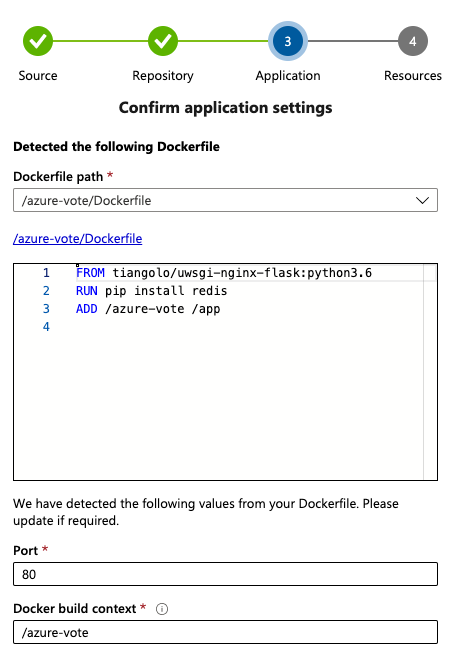 3
4
Source
Repository
Application
Resources
Confirm application settings
Detected the following Dockerfile
Dockerfile path *
/azure-vote/Dockerfile
/azure-vote/Dockerfile
1 FROM tiangolo/uwsgi-nginx-flask:python3.6
2 RUN pip install redis
3 ADD /azure-vote /app
4
We have detected the following values from your Dockerfile. Please
update if required.
Port *
80
Docker build context * i
/azure-vote